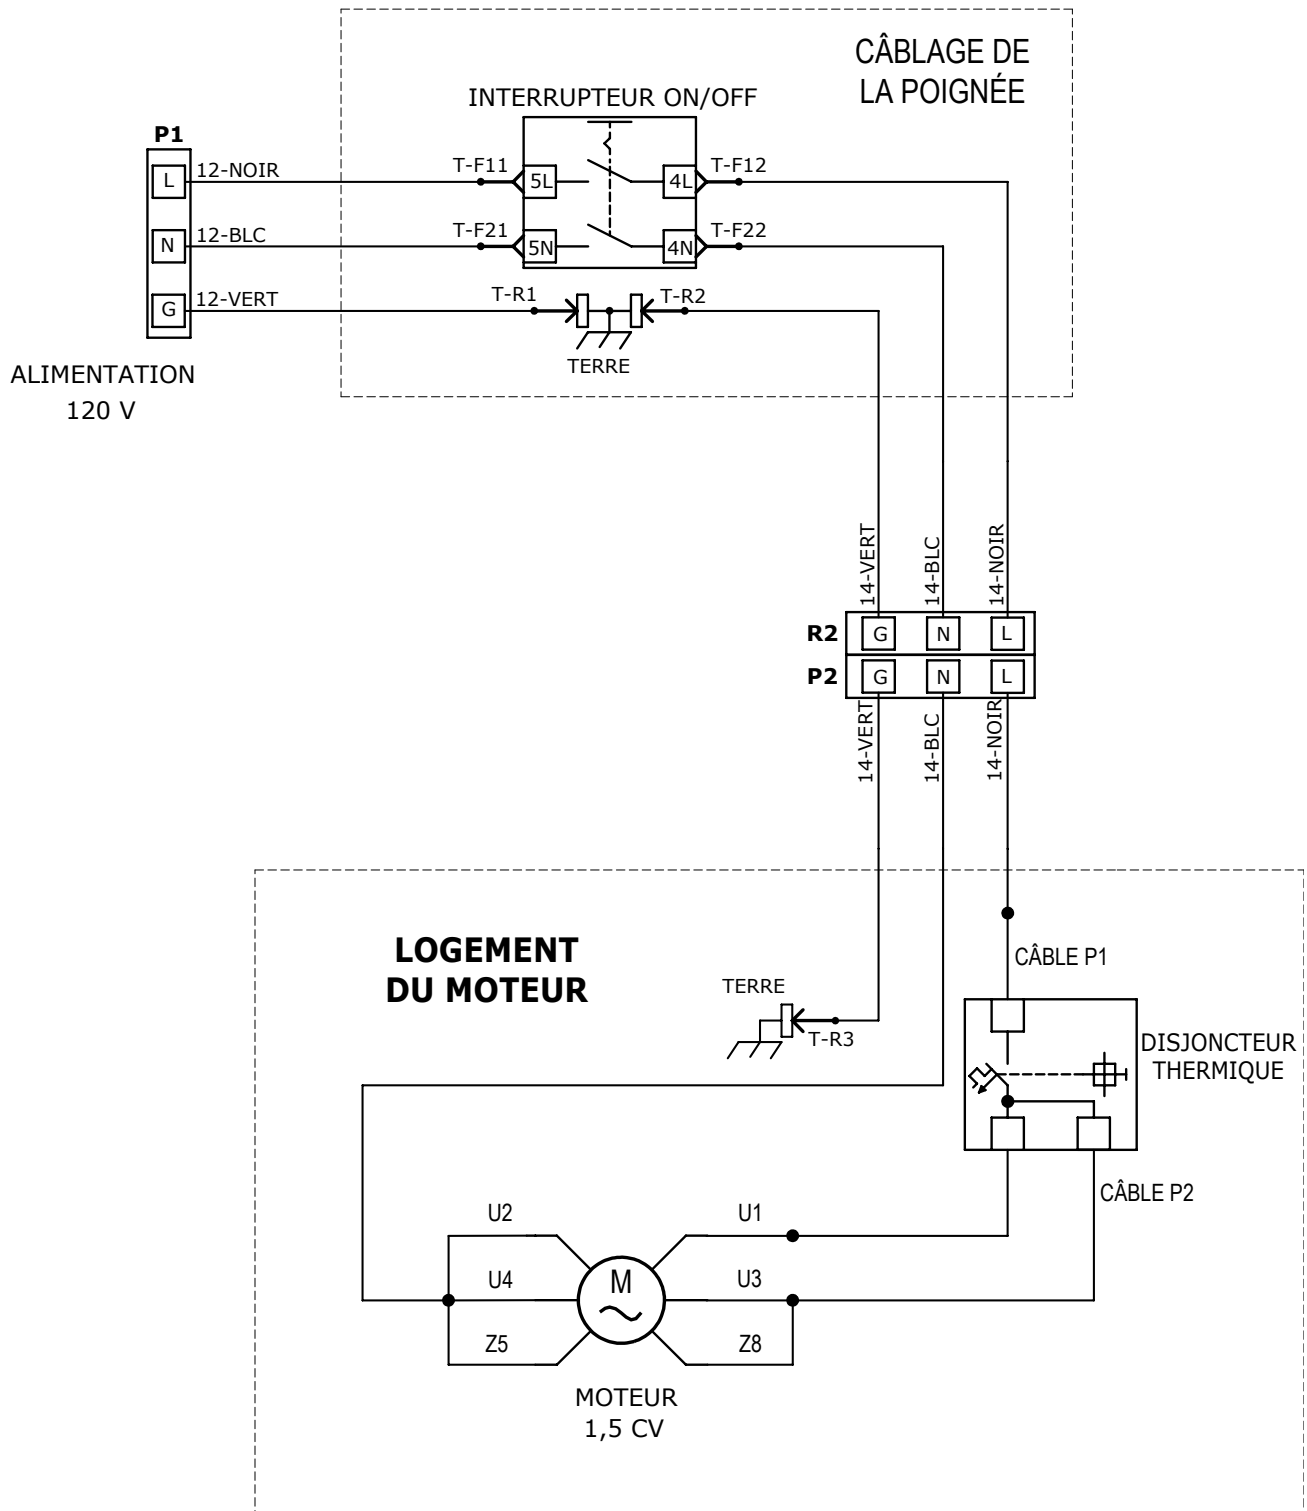 CÂBLAGE DE
LA POIGNÉE
INTERRUPTEUR ON/OFF
P1
L
12-NOIR
T-F11
5L
4L
T-F12
N
12-BLC
T-F21
5N
4N
T-F22
G
12-VERT
T-R1
T-R2
TERRE
ALIMENTATION
120 V
14-VERT
14-BLC
14-NOIR
R2
G
N
L
P2
G
N
L
14-VERT
14-BLC
14-NOIR
LOGEMENT
DU MOTEUR
CÂBLE P1
TERRE
T-R3
DISJONCTEUR
THERMIQUE
CÂBLE P2
U2
U1
U4
M
U3
Z5
Z8
MOTEUR
1,5 CV